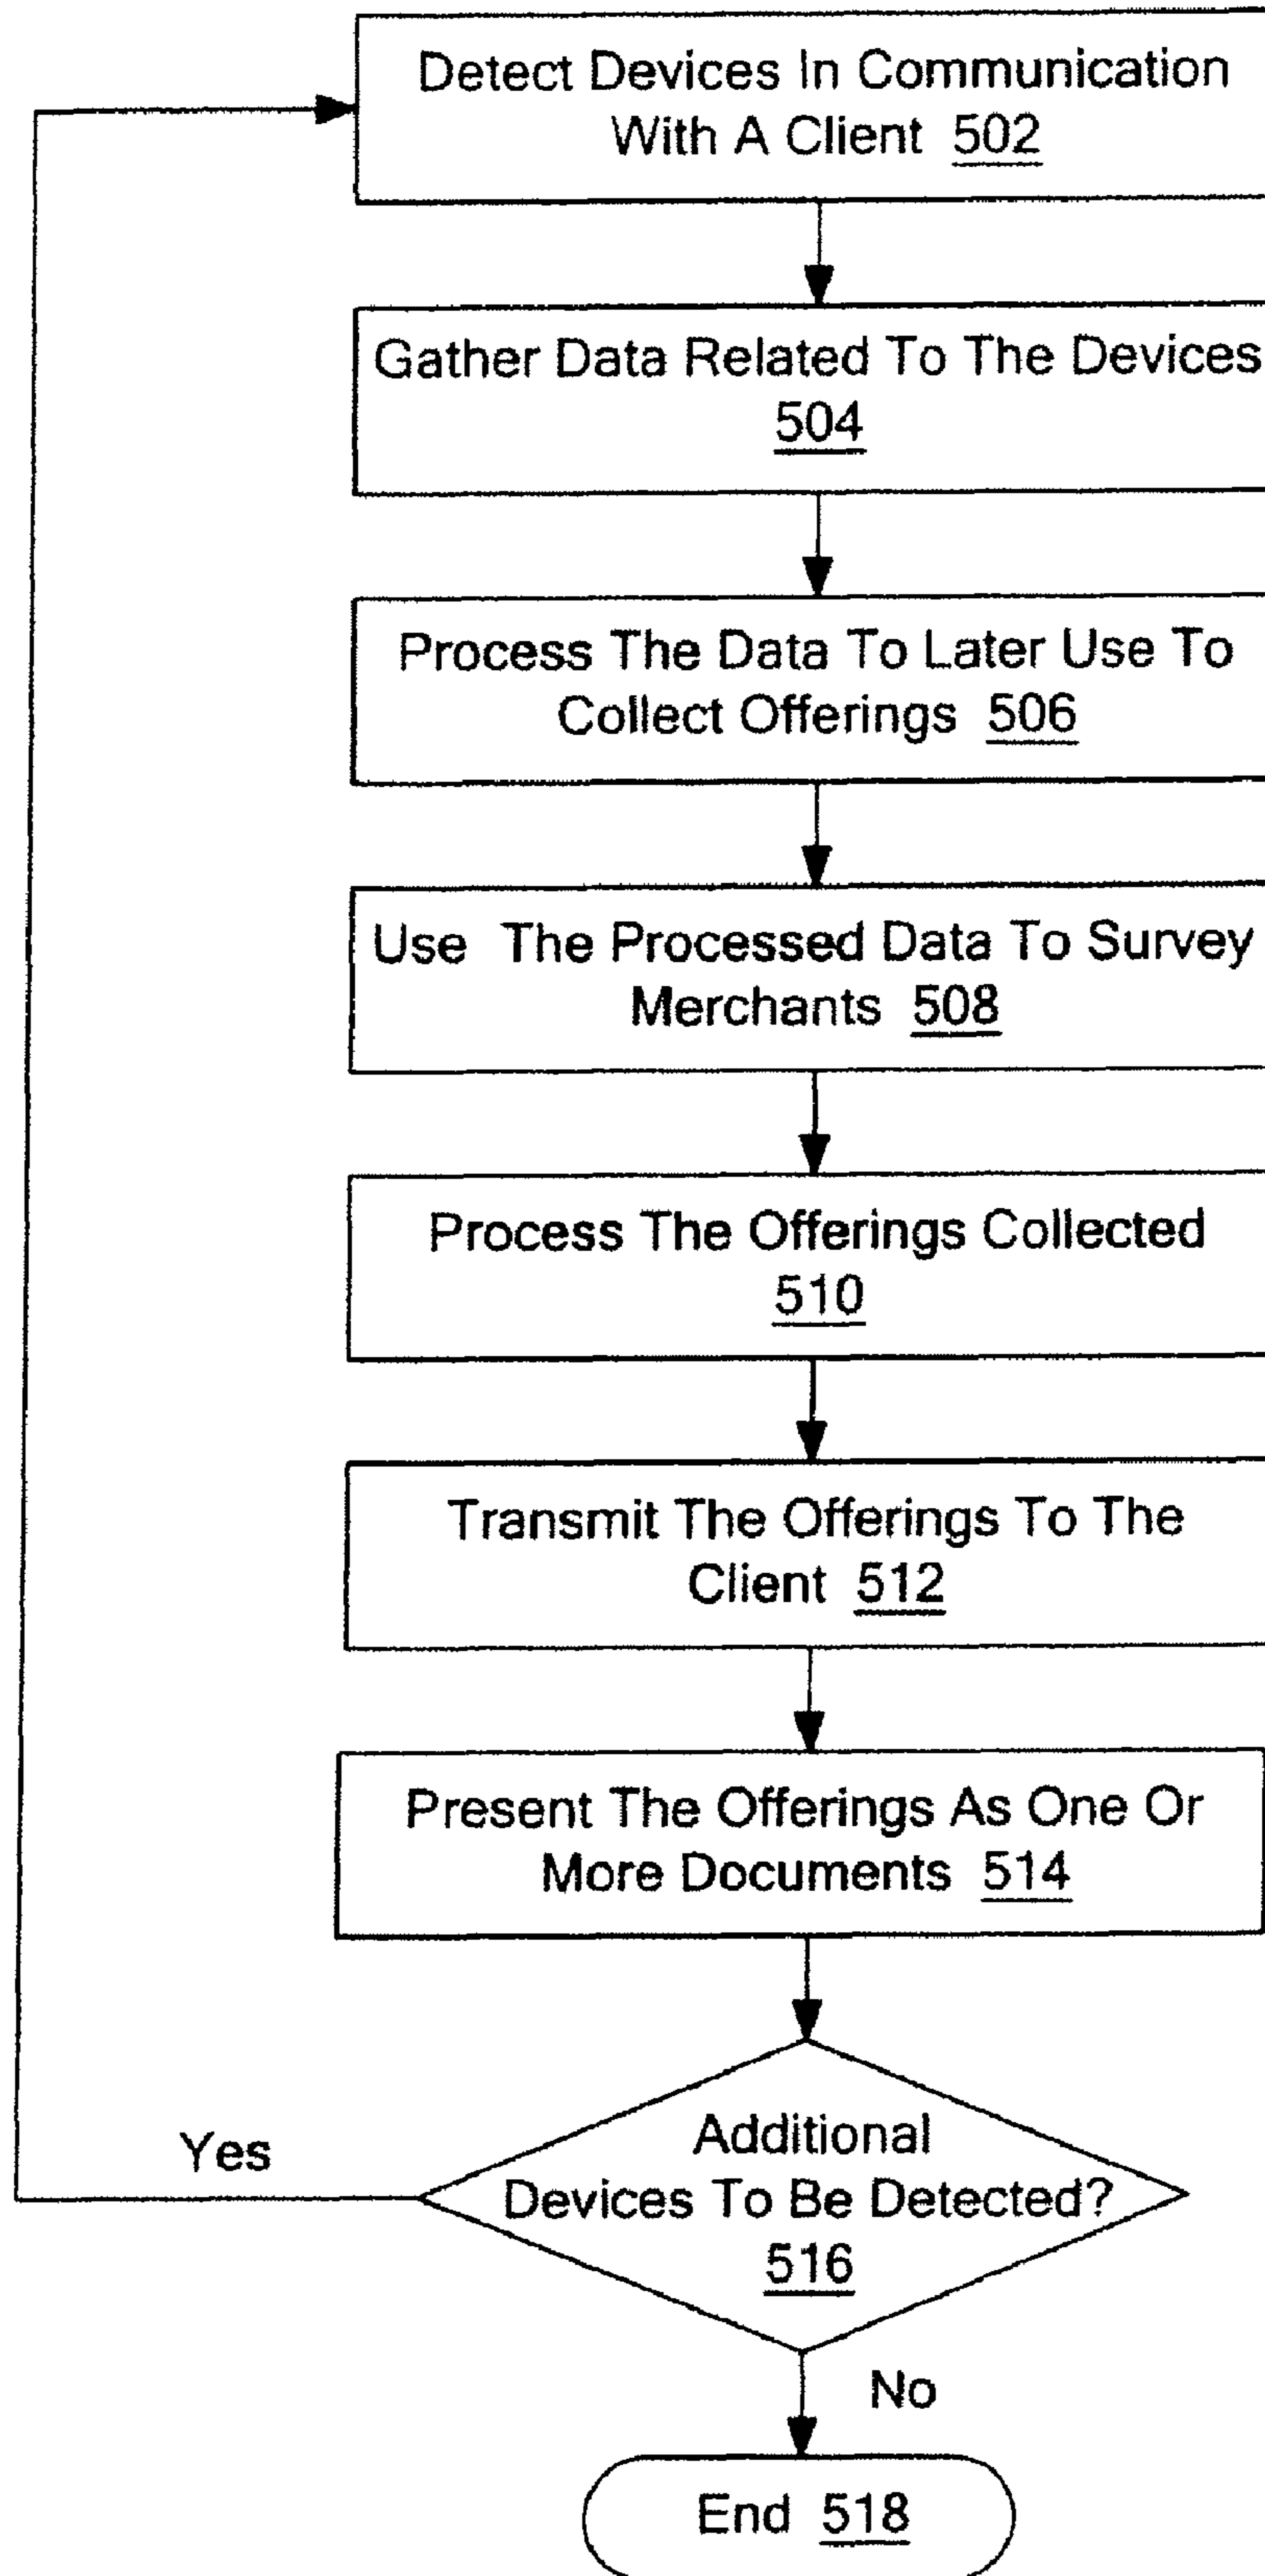 Detect Devices In Communication
With A Client 502
Gather Data Related To The Devices
504
Process The Data To Later Use To
Collect Offerings 506
Use The Processed Data To Survey
Merchants 508
Process The Offerings Collected
510
Transmit The Offerings To The
Client 512
Present The Offerings As One Or
More Documents 514
Additional
Devices To Be Detected?
516
Yes
No
End 518